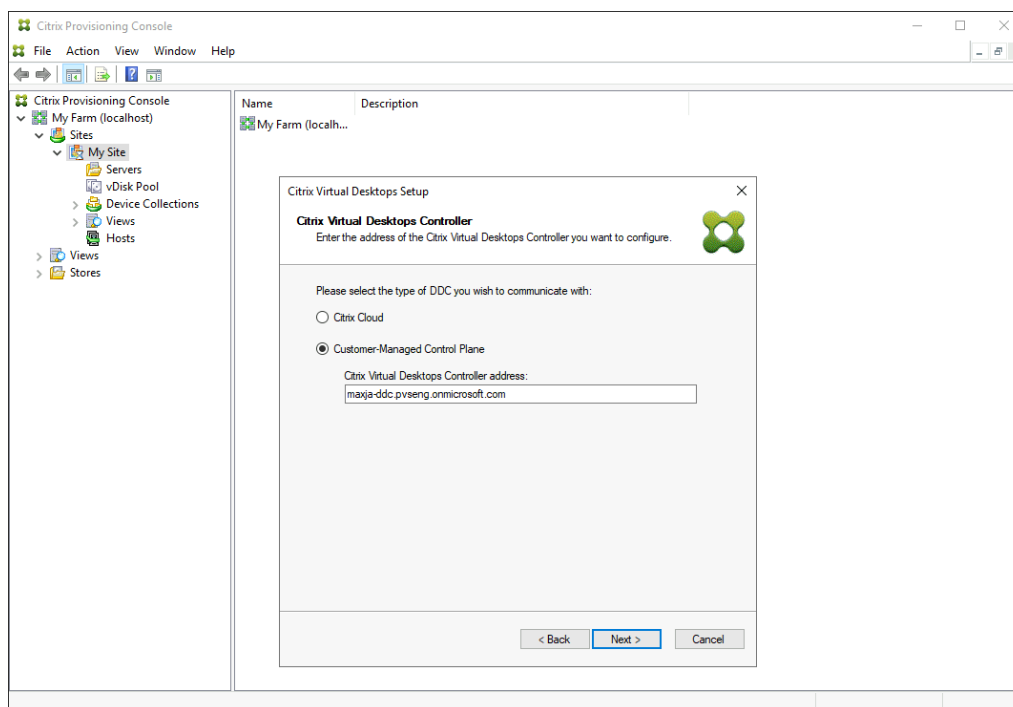 Citrix Provisioning Console
File Action View Window Help
Citrix Provisioning Console
My Farm (localhost)
Sites
My Site
Servers
vDisk Pool
Device Collections
Views
Hosts
Views
Stores
Name Description
My Farm (localh...
Citrix Virtual Desktops Setup
Citrix Virtual Desktops Controller
Enter the address of the Citrix Virtual Desktops Controller you want to configure.
Please select the type of DDC you wish to communicate with:
Citrix Cloud
Customer-Managed Control Plane
Citrix Virtual Desktops Controller address:
maxja-ddc.pvseng.onmicrosoft.com
< Back Next > Cancel